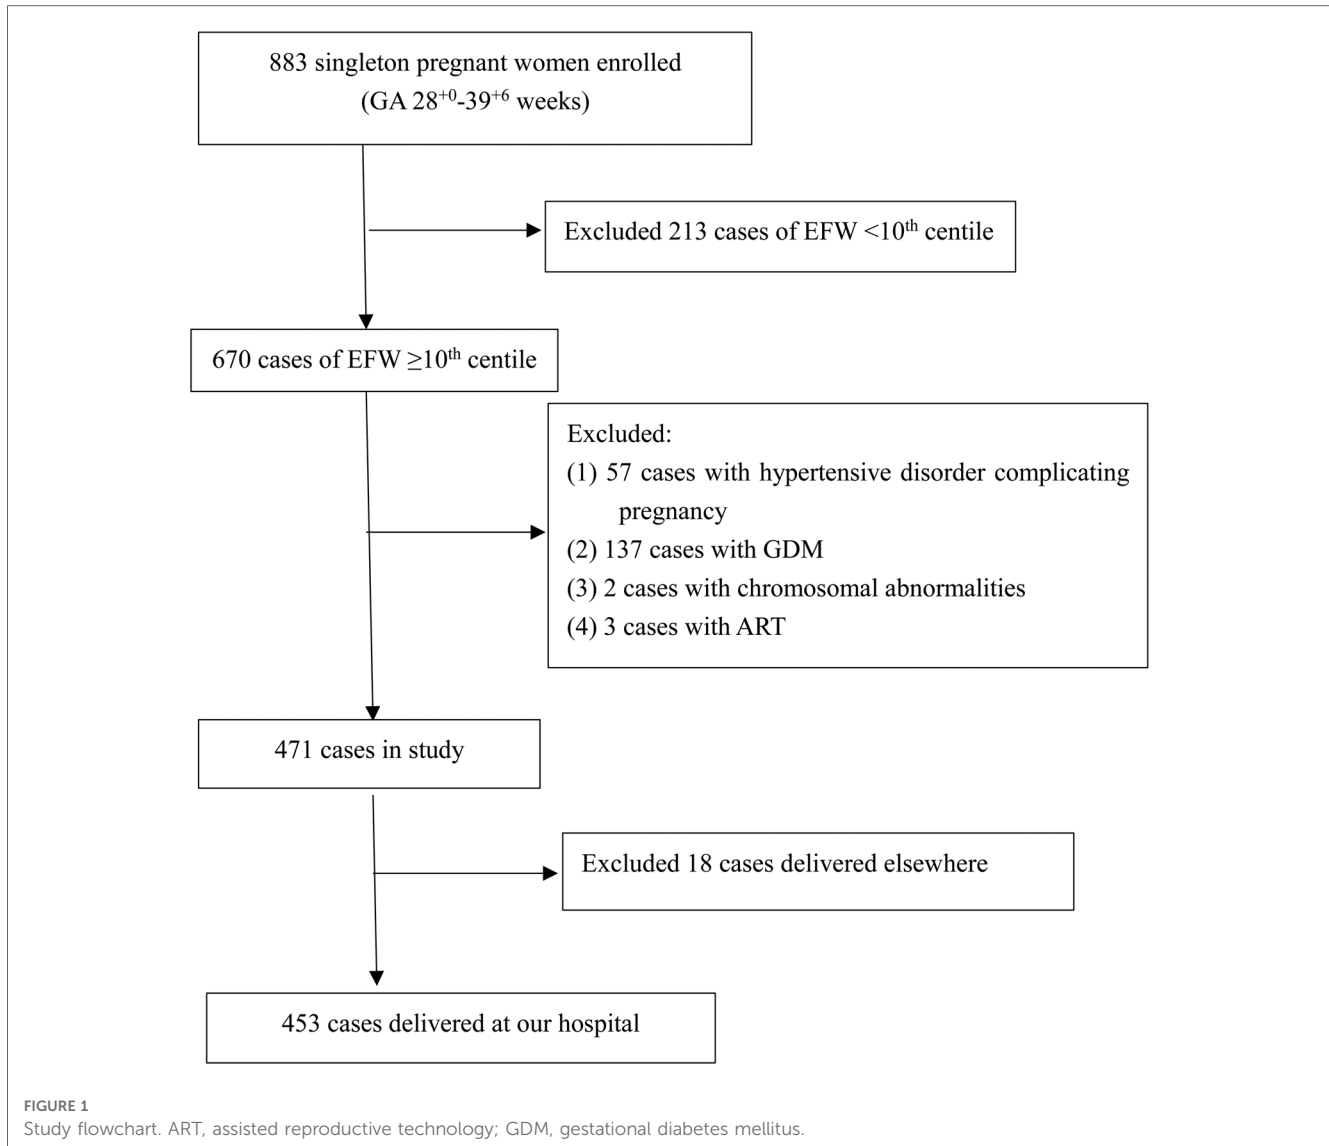 883 singleton pregnant women enrolled
(GA 28+0-39+6 weeks)
Excluded 213 cases of EFW <10th centile
670 cases of EFW ≥10th centile
Excluded:
(1) 57 cases with hypertensive disorder complicating
pregnancy
(2) 137 cases with GDM
(3) 2 cases with chromosomal abnormalities
(4) 3 cases with ART
471 cases in study
Excluded 18 cases delivered elsewhere
453 cases delivered at our hospital
FIGURE 1
Study flowchart. ART, assisted reproductive technology; GDM, gestational diabetes mellitus.